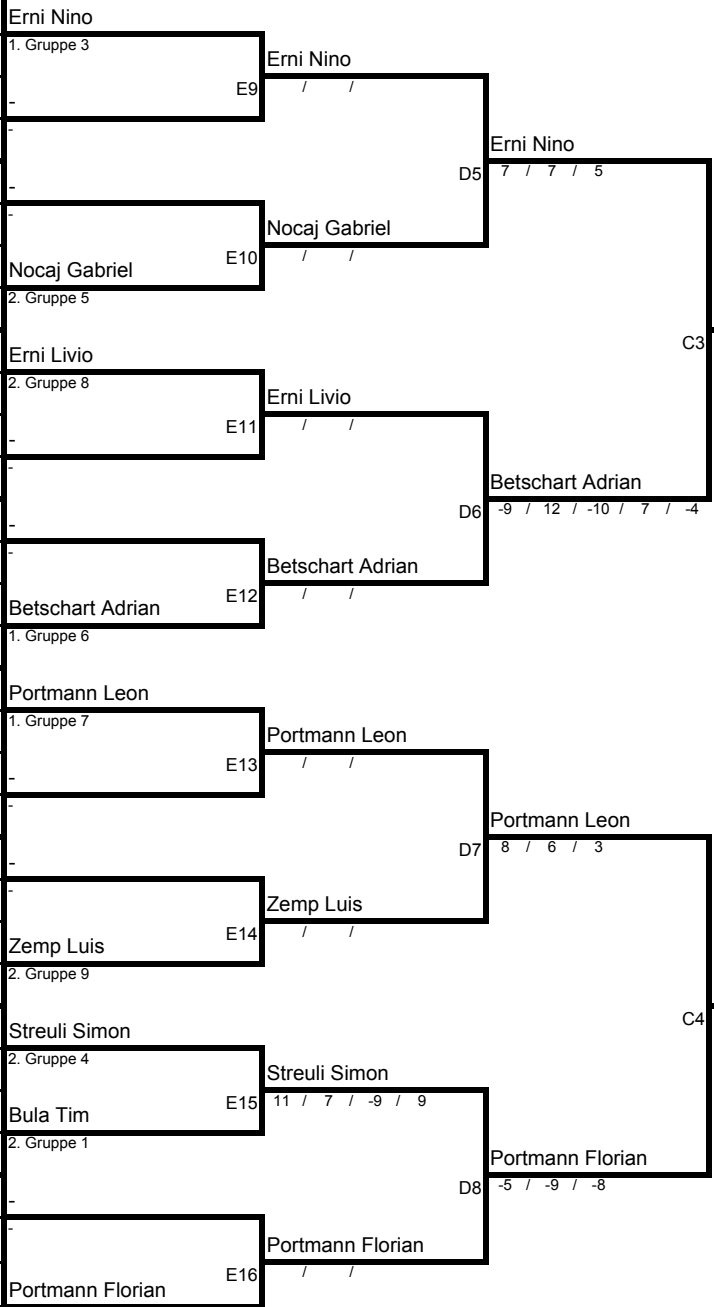 Erni Nino
1. Gruppe 3
Erni Nino
E9
/ /
-
-
Erni Nino
D5
7 / 7 / 5
-
-
Nocaj Gabriel
E10
/ /
Nocaj Gabriel
2. Gruppe 5
C3
Erni Livio
2. Gruppe 8
Erni Livio
E11
/ /
-
-
Betschart Adrian
D6
-9 / 12 / -10 / 7 / -4
-
-
Betschart Adrian
E12
/ /
Betschart Adrian
1. Gruppe 6
Portmann Leon
1. Gruppe 7
Portmann Leon
E13
/ /
-
-
Portmann Leon
D7
8 / 6 / 3
-
-
Zemp Luis
E14
/ /
Zemp Luis
2. Gruppe 9
C4
Streuli Simon
2. Gruppe 4
Streuli Simon
E15
11 / 7 / -9 / 9
Bula Tim
2. Gruppe 1
Portmann Florian
D8
-5 / -9 / -8
-
-
Portmann Florian
E16
/ /
Portmann Florian